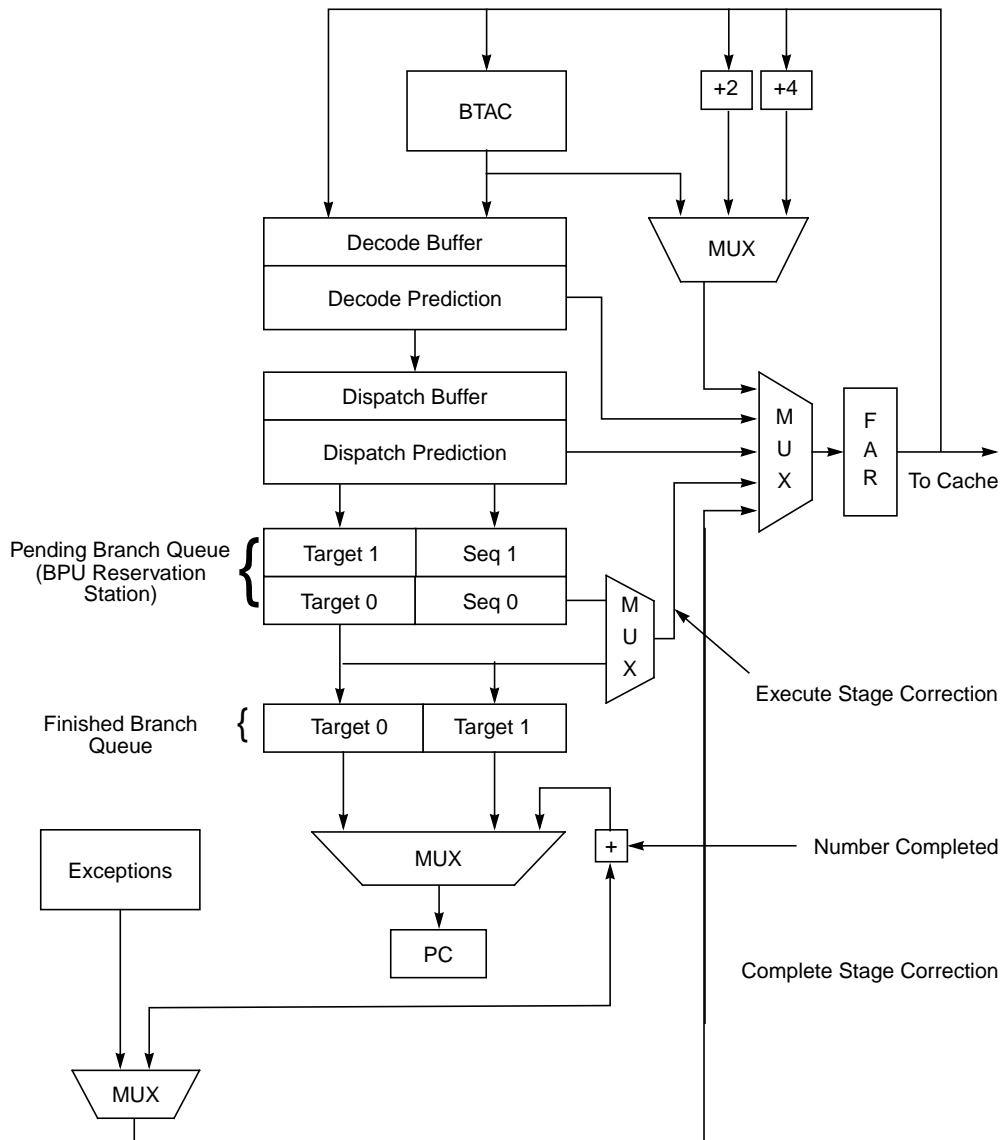 +2
+4
BTAC
MUX
Decode Buffer
Decode Prediction
Dispatch Buffer
Dispatch Prediction
M
U
X
F
A
R
To Cache
Pending Branch Queue
(BPU Reservation
Station)
Target 1
Seq 1
Target 0
Seq 0
M
U
X
Execute Stage Correction
Finished Branch
Queue
Target 0
Target 1
MUX
+
Number Completed
Exceptions
PC
Complete Stage Correction
MUX